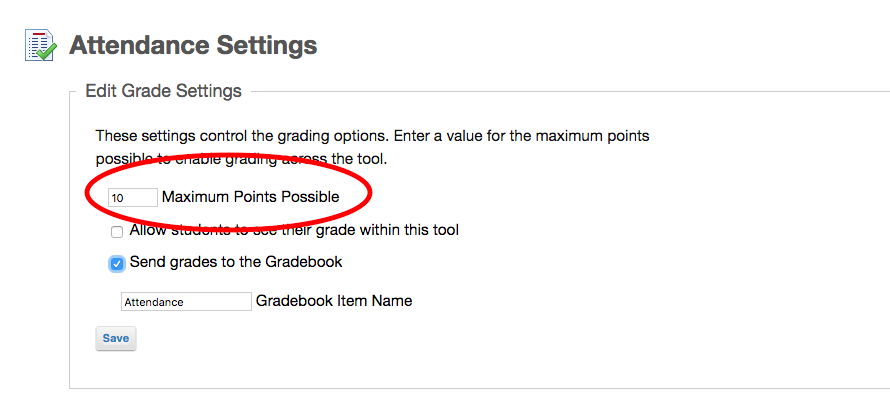 Attendance Settings
Edit Grade Settings
These settings control the grading options. Enter a value for the maximum points
possible to enable grading across the tool.
10 Maximum Points Possible
Allow students to see their grade within this tool
Send grades to the Gradebook
Attendance Gradebook Item Name
Save